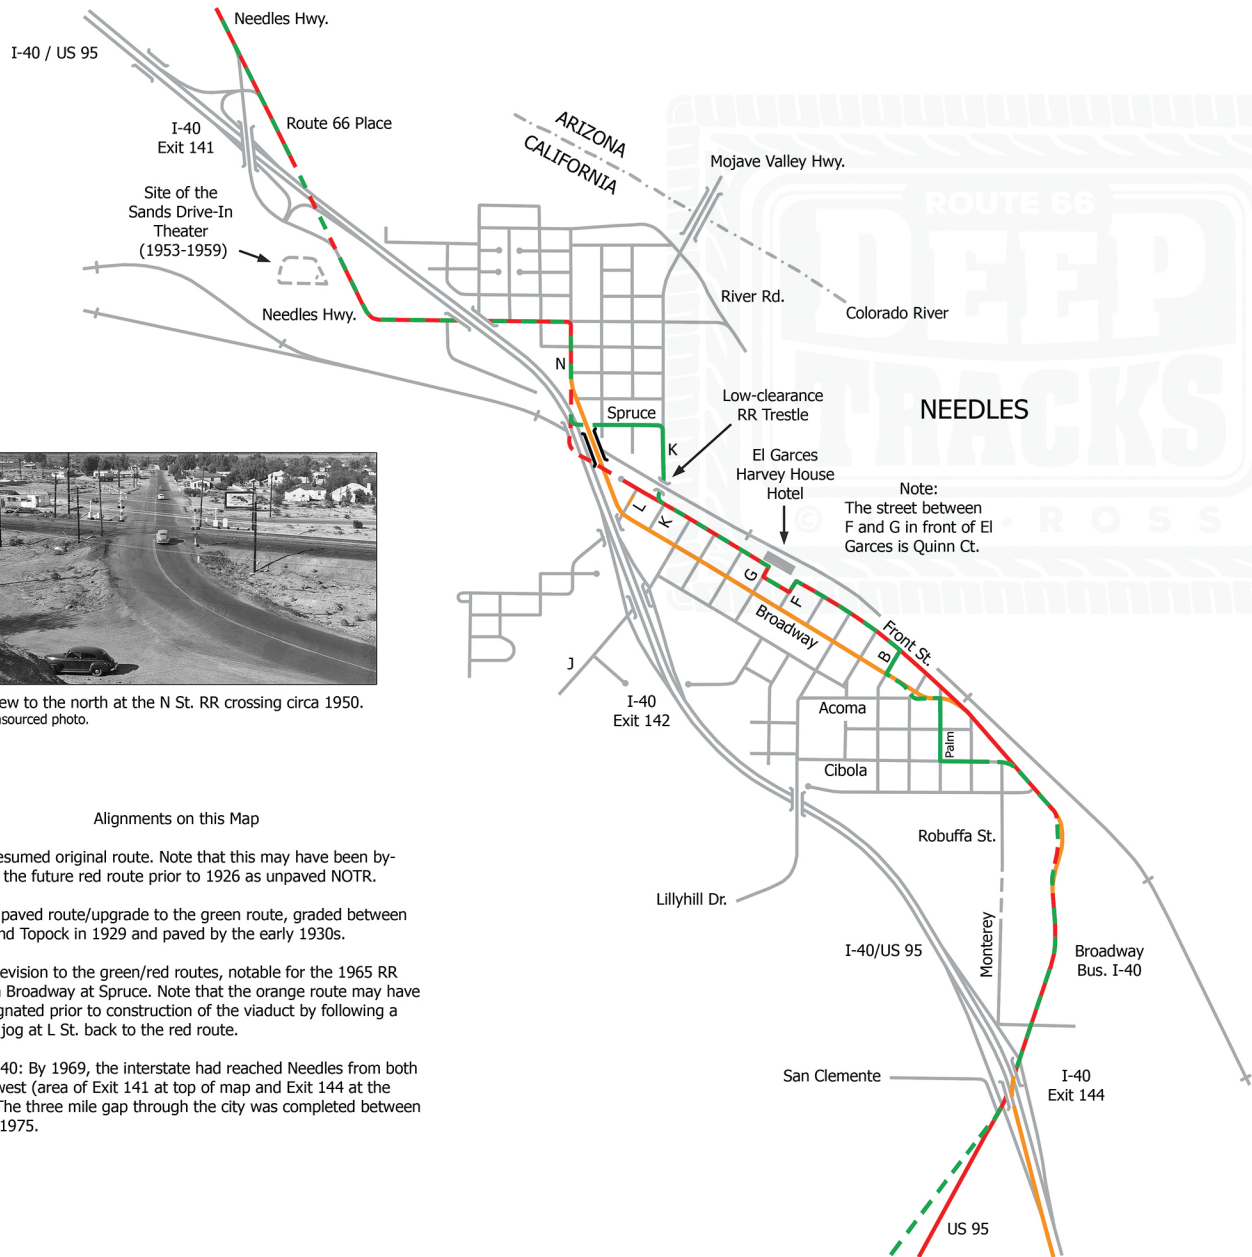 Needles Hwy.
I-40 / US 95
Route 66 Place
I-40
Exit 141
ARIZONA
CALIFORNIA
Mojave Valley Hwy.
Site of the
Sands Drive-In
Theater
(1953-1959)
ROUTE 66
DEEP
TRACKS
River Rd.
Colorado River
Needles Hwy.
N
Low-clearance
RR Trestle
NEEDLES
Spruce
K
El Garces
Harvey House
Hotel
Note:
The street between
F and G in front of El
Garces is Quinn Ct.
L
K
G
F
Broadway
Front St.
B
J
I-40
Exit 142
Acoma
Palm
Cibola
ew to the north at the N St. RR crossing circa 1950.
sourced photo.
Alignments on this Map
esumed original route. Note that this may have been by-
the future red route prior to 1926 as unpaved NOTR.
paved route/upgrade to the green route, graded between
nd Topock in 1929 and paved by the early 1930s.
evision to the green/red routes, notable for the 1965 RR
Broadway at Spruce. Note that the orange route may have
gnated prior to construction of the viaduct by following a
jog at L St. back to the red route.
40: By 1969, the interstate had reached Needles from both
west (area of Exit 141 at top of map and Exit 144 at the
The three mile gap through the city was completed between
1975.
Robuffa St.
Lillyhill Dr.
I-40/US 95
Monterey
Broadway
Bus. I-40
San Clemente
I-40
Exit 144
US 95